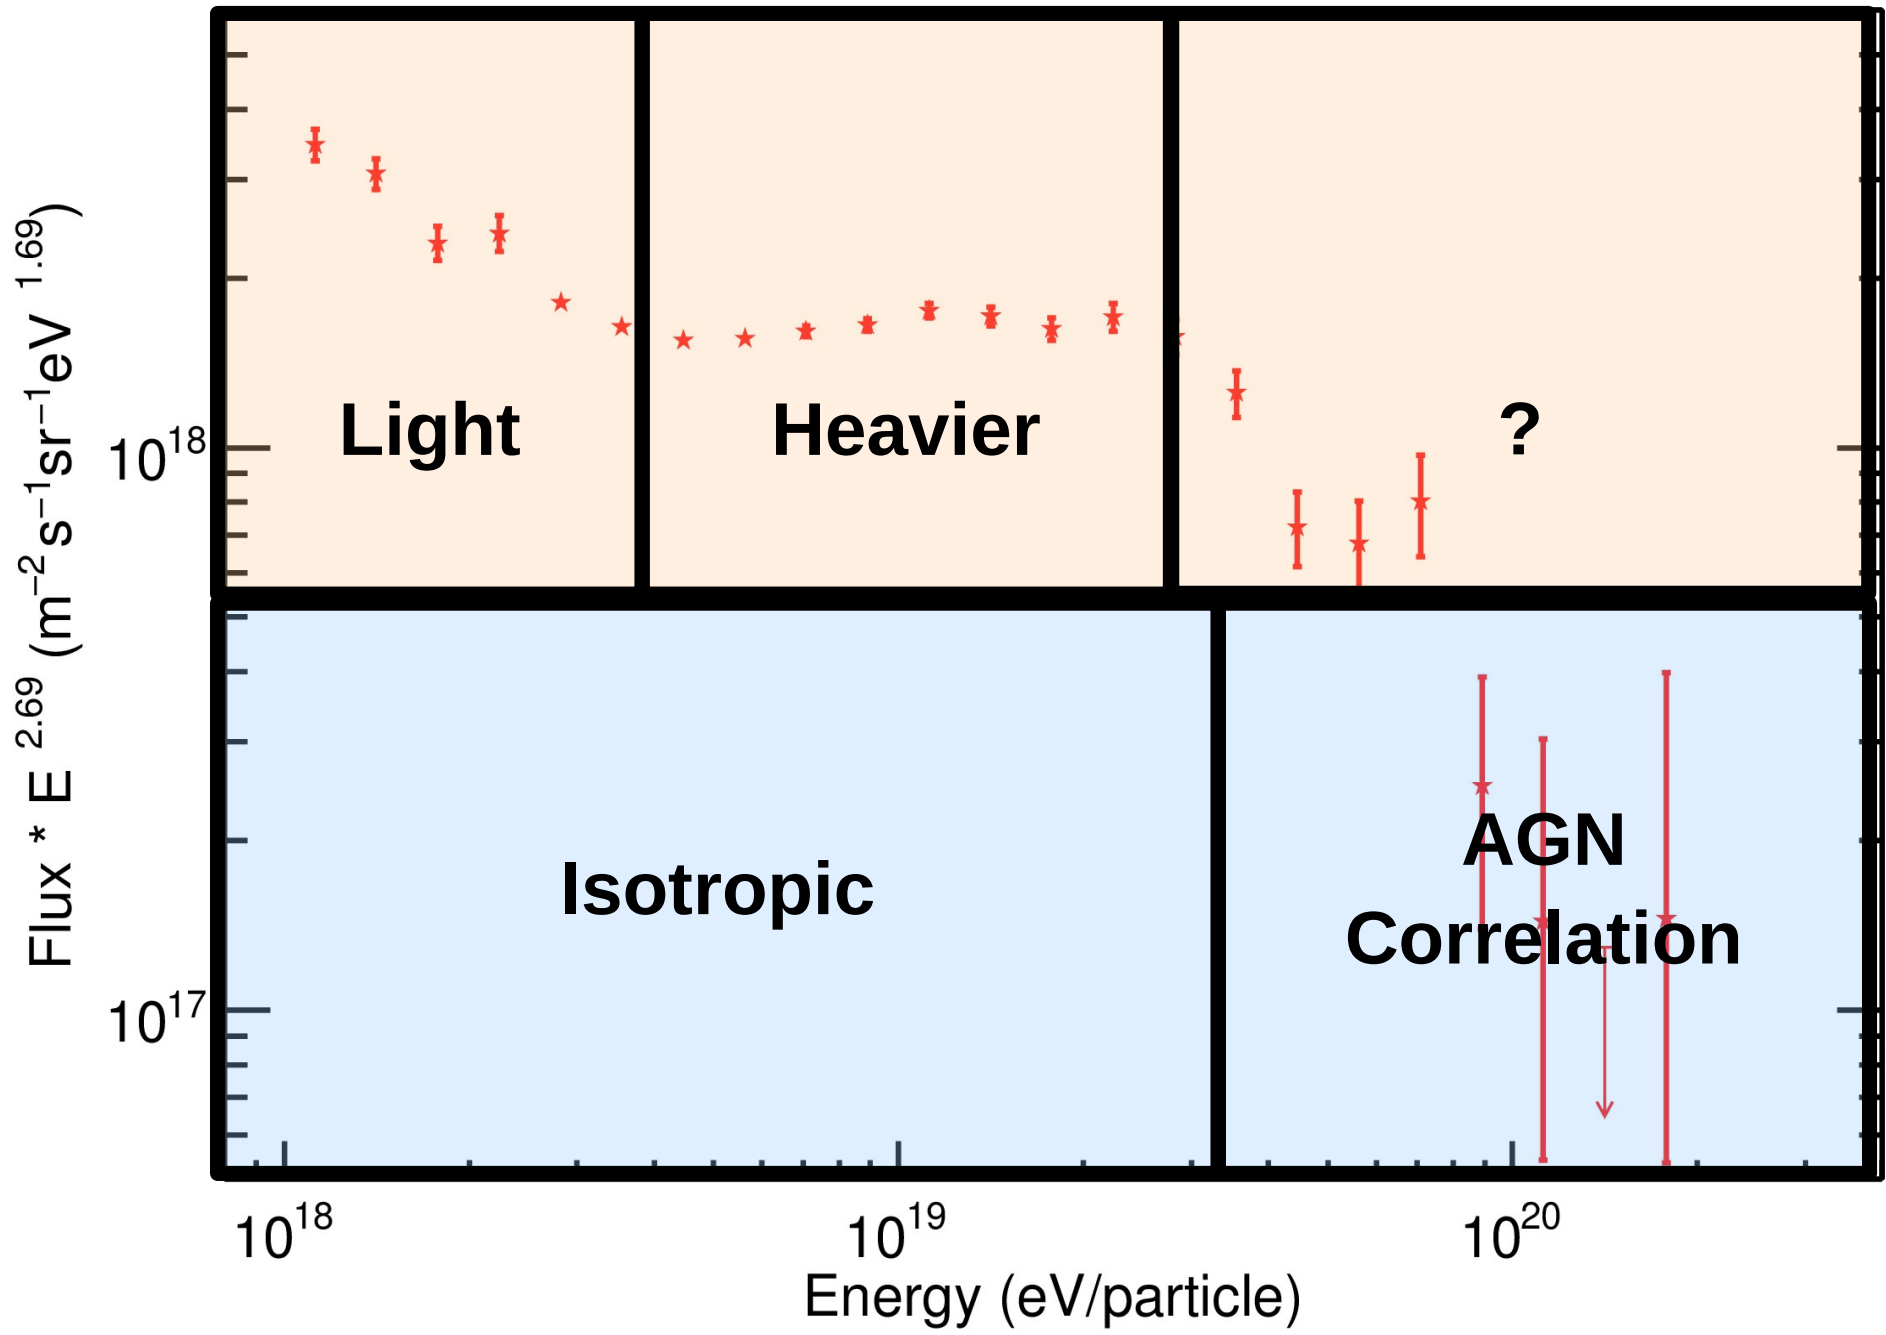 Flux * E 2.69 (m−2s−1sr−1eV 1.69)
Light
Heavier
?
10^18
Isotropic
AGN
Correlation
10^17
10^18
10^19
10^20
Energy (eV/particle)